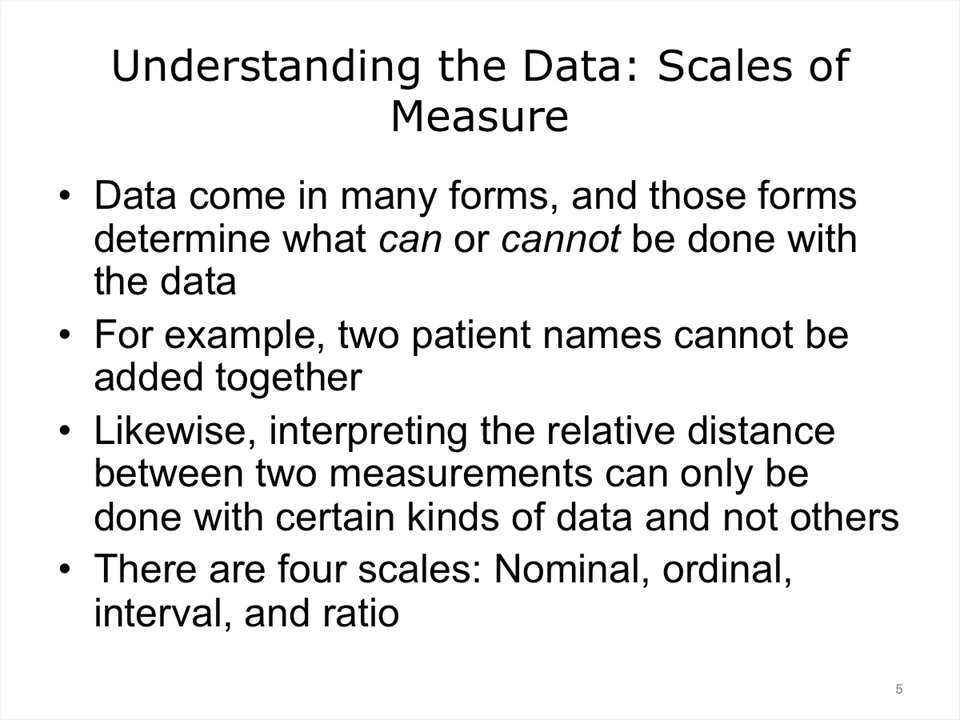 Understanding the Data: Scales of
Measure
• Data come in many forms, and those forms
determine what can or cannot be done with
the data
• For example, two patient names cannot be
added together
• Likewise, interpreting the relative distance
between two measurements can only be
done with certain kinds of data and not others
• There are four scales: Nominal, ordinal,
interval, and ratio
5